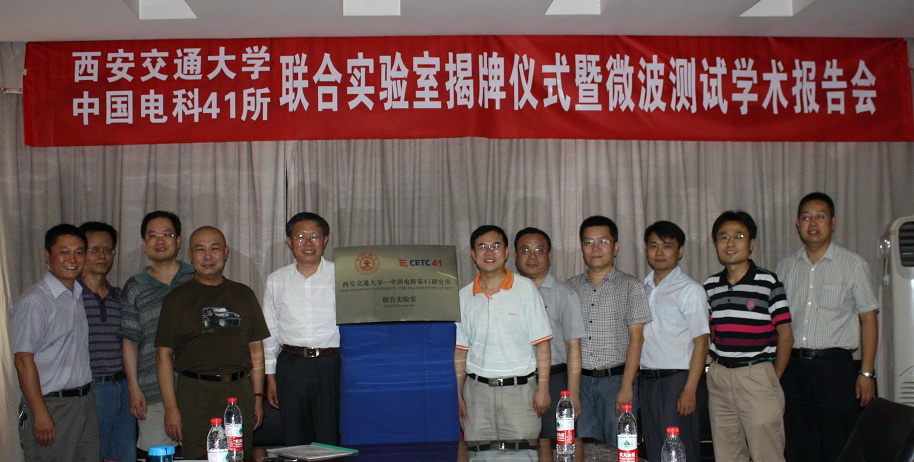 西安交通大学
中国电科41所
联合实验室揭牌仪式暨微波测试学术报告会
CETC 41
西安交通大学—中国电科第41研究所
联合实验室